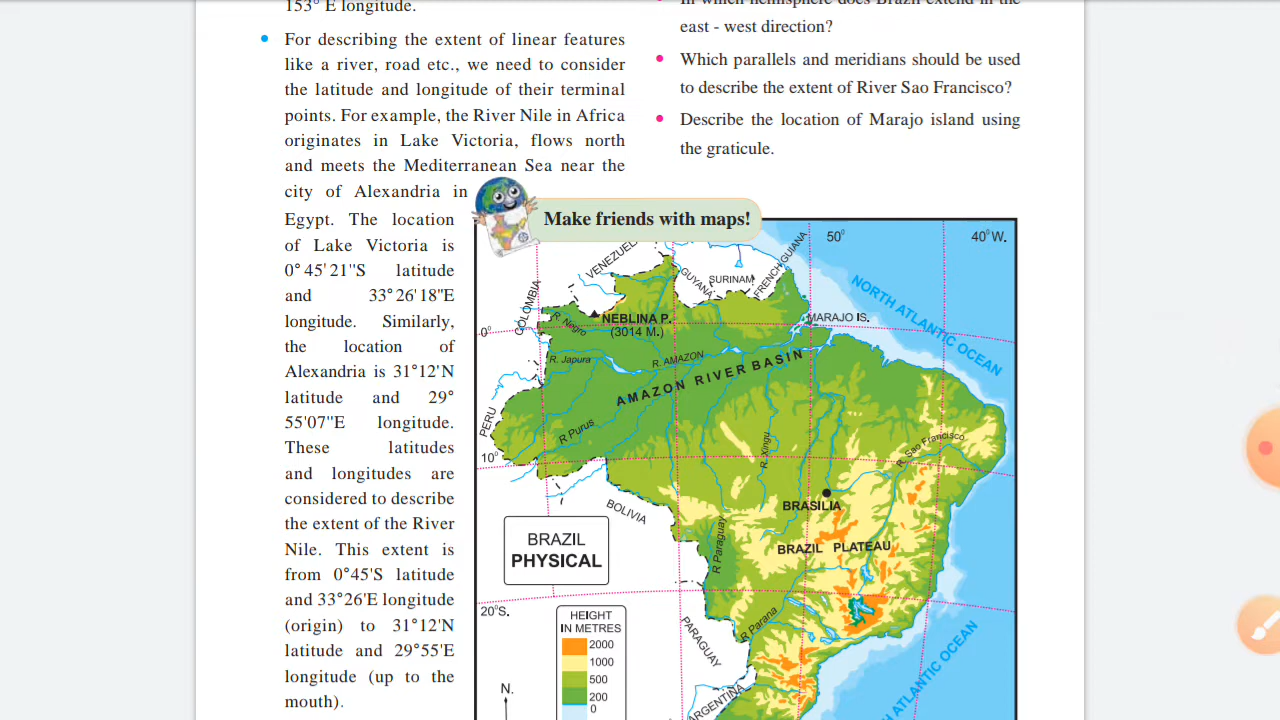 153° E longitude.
For describing the extent of linear features
like a river, road etc., we need to consider
the latitude and longitude of their terminal
points. For example, the River Nile in Africa
originates in Lake Victoria, flows north
and meets the Mediterranean Sea near the
city of Alexandria in
Egypt. The location
of Lake Victoria is
0° 45'21"S latitude
and 33°26'18"E
longitude. Similarly,
the location of
Alexandria is 31°12'N
latitude and 29°
55'07"E longitude.
These latitudes
and longitudes are
considered to describe
the extent of the River
Nile. This extent is
from 0°45'S latitude
and 33°26'E longitude
(origin) to 31°12'N
latitude and 29°55'E
longitude (up to the
mouth).
In which hemisphere does Brazil extend in the
east - west direction?
Which parallels and meridians should be used
to describe the extent of River Sao Francisco?
Describe the location of Marajo island using
the graticule.
Make friends with maps!
50°
40°W.
VENEZUEL
GUYANA
SURINAM
FRENCH GUIANA
COLOMBIA
NORTH ATLANTIC OCEAN
R. Negro
NEBLINA P.
(3014 M.)
MARAJO IS.
0°
R. Japura
R. AMAZON
AMAZON RIVER BASIN
PERU
R Purus
R. Xingu
R. Sao Francisco
10°
BOLIVIA
BRASILIA
BRAZIL
PHYSICAL
R Paraguay
BRAZIL PLATEAU
20°S.
HEIGHT
IN METRES
2000
1000
500
200
0
PARAGUAY
R Parana
N.
ARGENTINA
ATLANTIC OCEAN